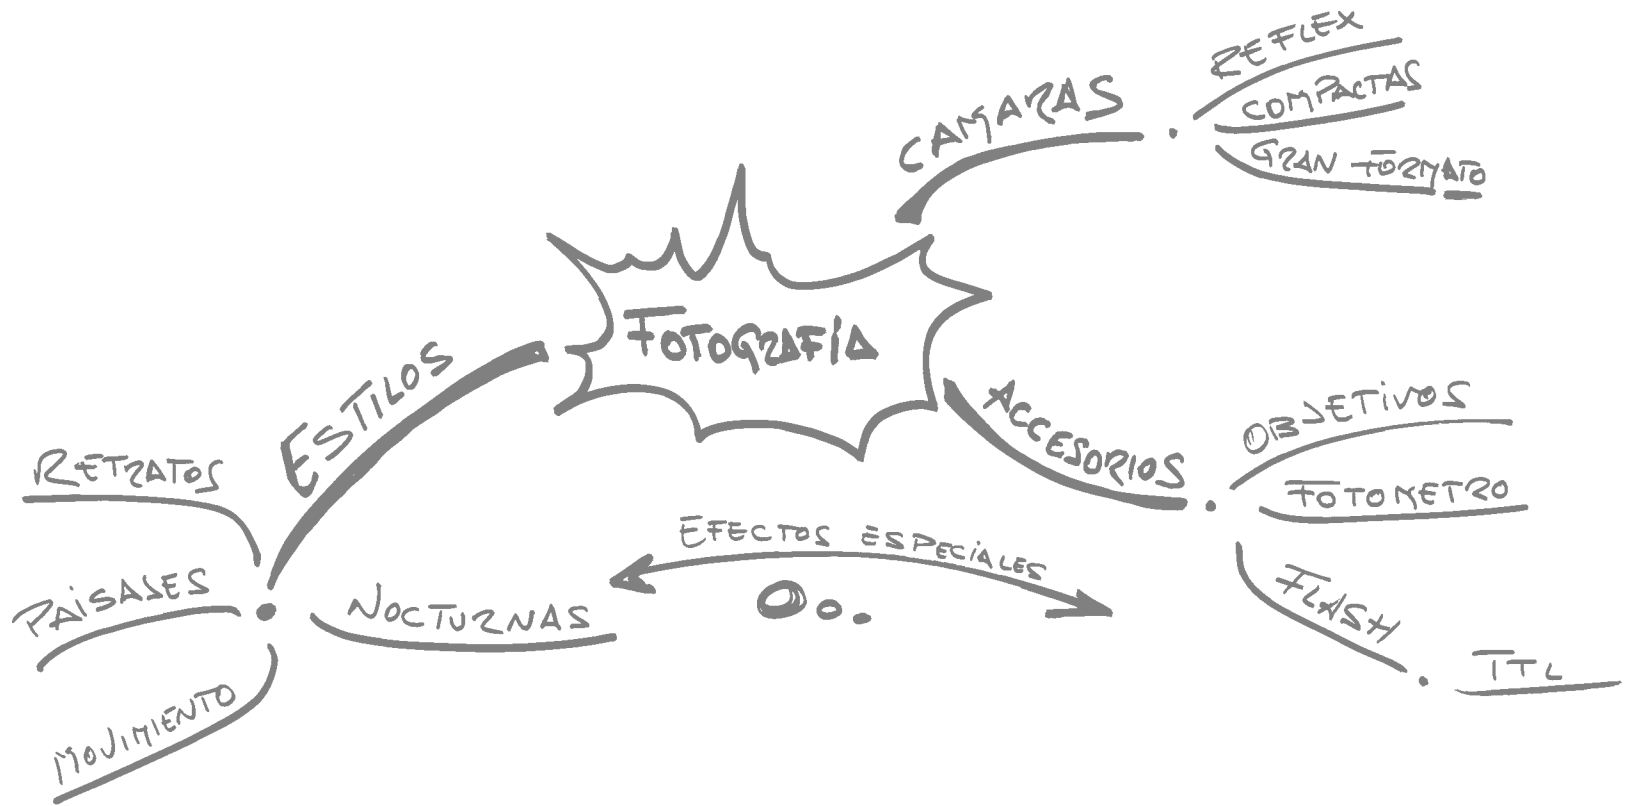 REFLEX
CAMARAS
COMPACTAS
GRAN FORMATO
FOTOGRAFÍA
ESTILOS
ACCESORIOS
OBJETIVOS
RETRATOS
FOTOMETRO
EFECTOS ESPECIALES
PAISAJES
NOCTURNAS
FLASH
TTL
MOVIMIENTO